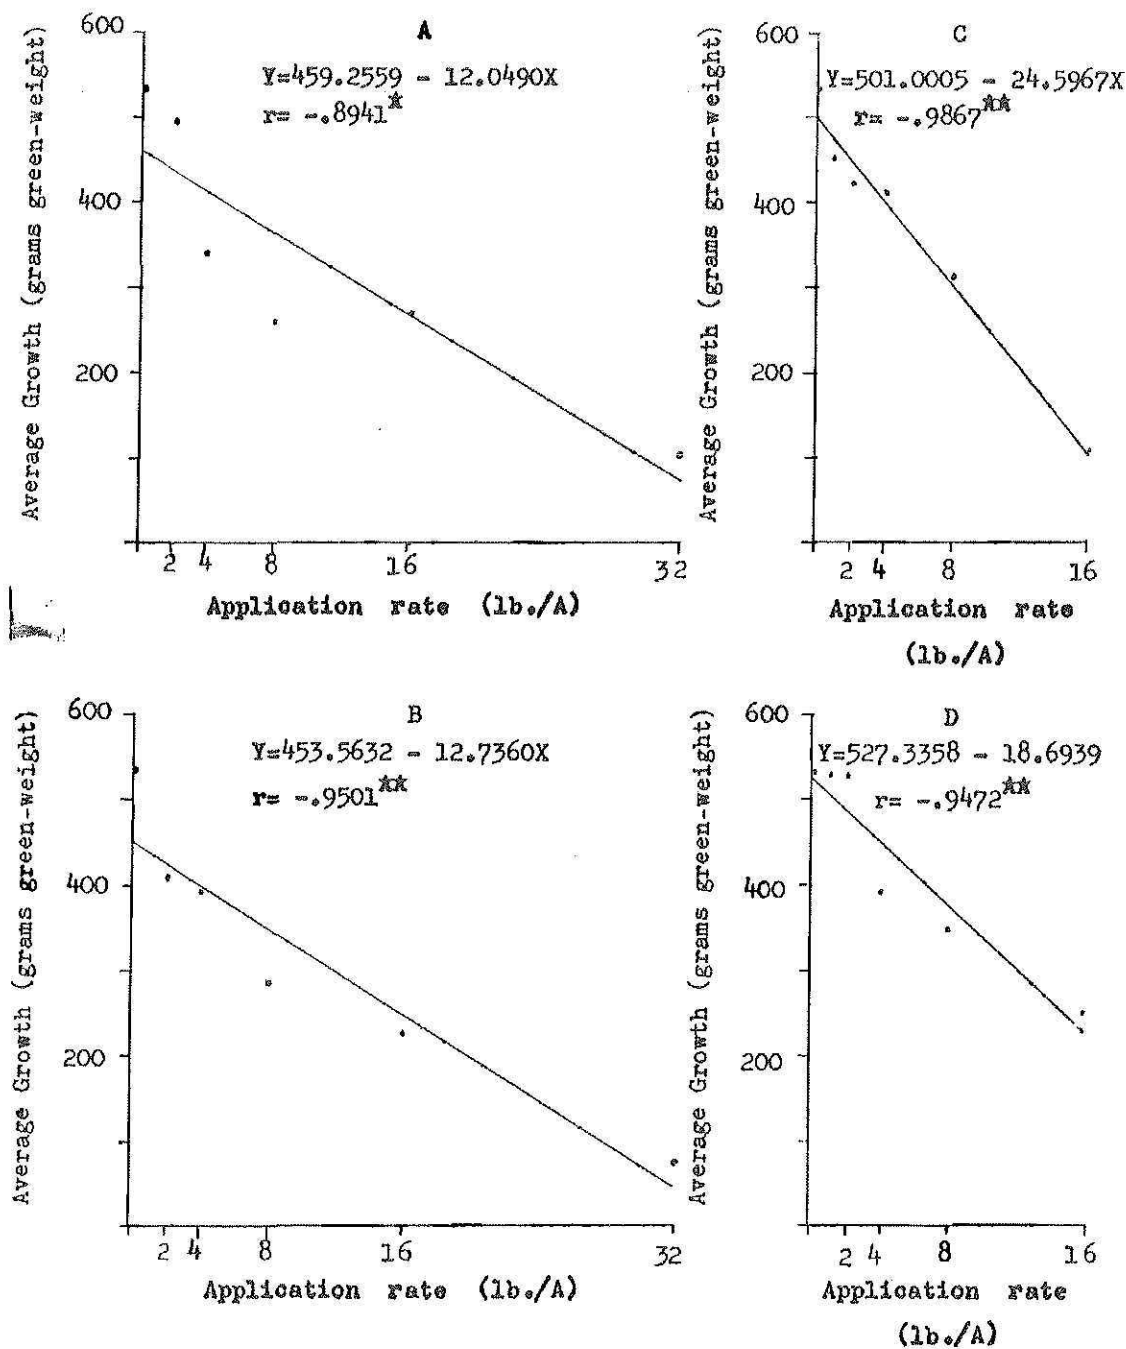 A
Y=459.2559 - 12.0490X
r= -.8941**
600
400
200
Average Growth (grams green-weight)
2 4 8 16 32
Application rate (lb./A)
C
Y=501.0005 - 24.5967X
r= -.9867**
600
400
200
Average Growth (grams green-weight)
2 4 8 16
Application rate
(lb./A)
B
Y=453.5632 - 12.7360X
r= -.9501**
600
400
200
Average Growth (grams green-weight)
2 4 8 16 32
Application rate (lb./A)
D
Y=527.3358 - 18.6939
r= -.9472**
600
400
200
Average Growth (grams green-weight)
2 4 8 16
Application rate
(lb./A)